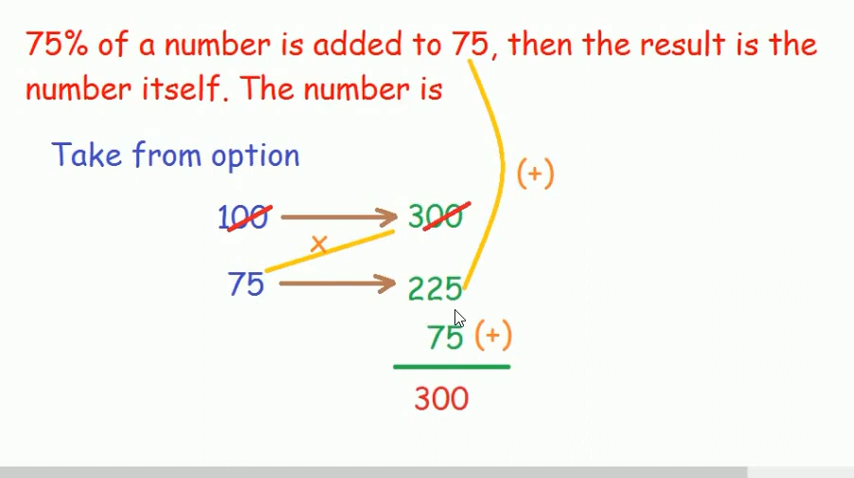 75% of a number is added to 75, then the result is the
number itself. The number is
Take from option
(+)
100 300
x
75 225
75 (+)
300